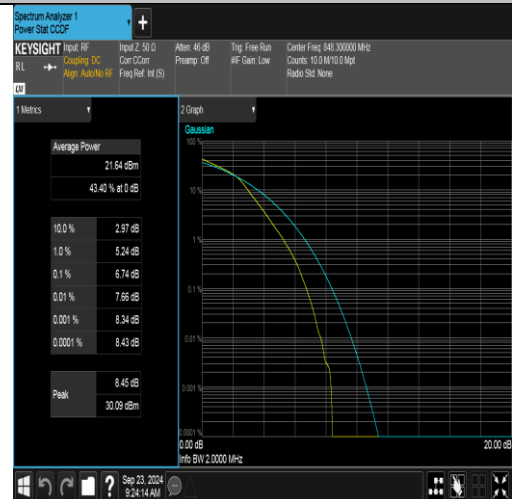 Spectrum Analyzer 1
Power Stat CCDF
+
KEYSIGHT Input: RF Input Z: 50 Ω Atten: 46 dB Trig: Free Run Center Freq: 848.300000 MHz
RL Coupling: DC Corr CCorr Preamp: Off #IF Gain: Low Counts: 10.0 M/10.0 Mpt
Align: Auto/No RF Freq Ref: Int (S) Radio Std: None
LXI
1 Metrics
2 Graph
Average Power
21.64 dBm
43.40 % at 0 dB
10.0 % 2.97 dB
1.0 % 5.24 dB
0.1 % 6.74 dB
0.01 % 7.66 dB
0.001 % 8.34 dB
0.0001 % 8.43 dB
Peak 8.45 dB
30.09 dBm
Gaussian
100 %
10 %
1 %
0.1 %
0.01 %
0.001 %
0.0001 %
0.00 dB 20.00 dB
Info BW 2.0000 MHz
? Sep 23, 2024
9:24:14 AM